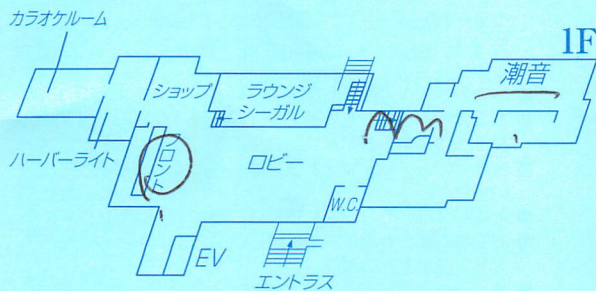 カラオケルーム
1F
潮音
ショップ
ラウンジ
シーガル
ハーバーライト
フロント
ロビー
W.C.
EV
エントラス